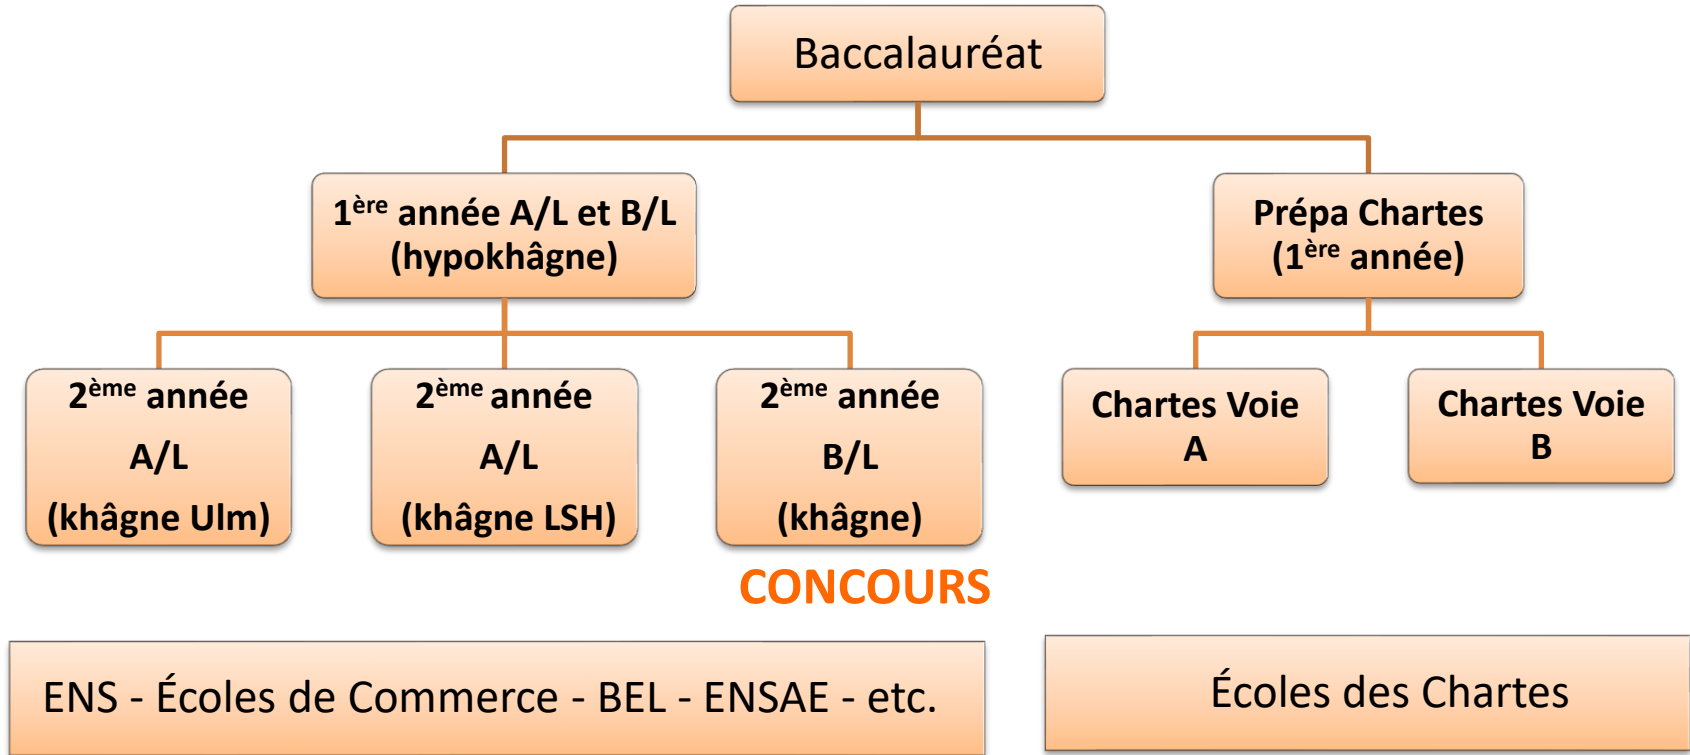 Baccalauréat
1ère année A/L et B/L
(hypokhâgne)
Prépa Chartes
(1ère année)
2ème année
A/L
(khâgne Ulm)
2ème année
A/L
(khâgne LSH)
2ème année
B/L
(khâgne)
Chartes Voie
A
Chartes Voie
B
CONCOURS
ENS - Écoles de Commerce - BEL - ENSAE - etc.
Écoles des Chartes